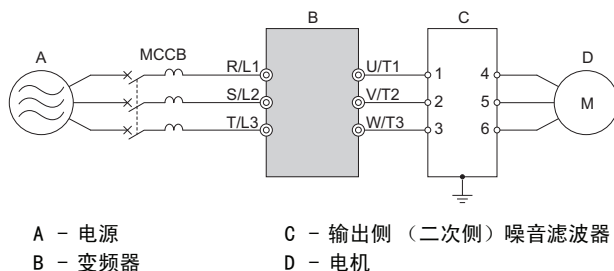 B
C
A
MCCB
D
R/L1
U/T1
1
4
S/L2
V/T2
2
5
M
T/L3
W/T3
3
6
A - 电源
C - 输出侧 （二次侧）噪音滤波器
B - 变频器
D - 电机